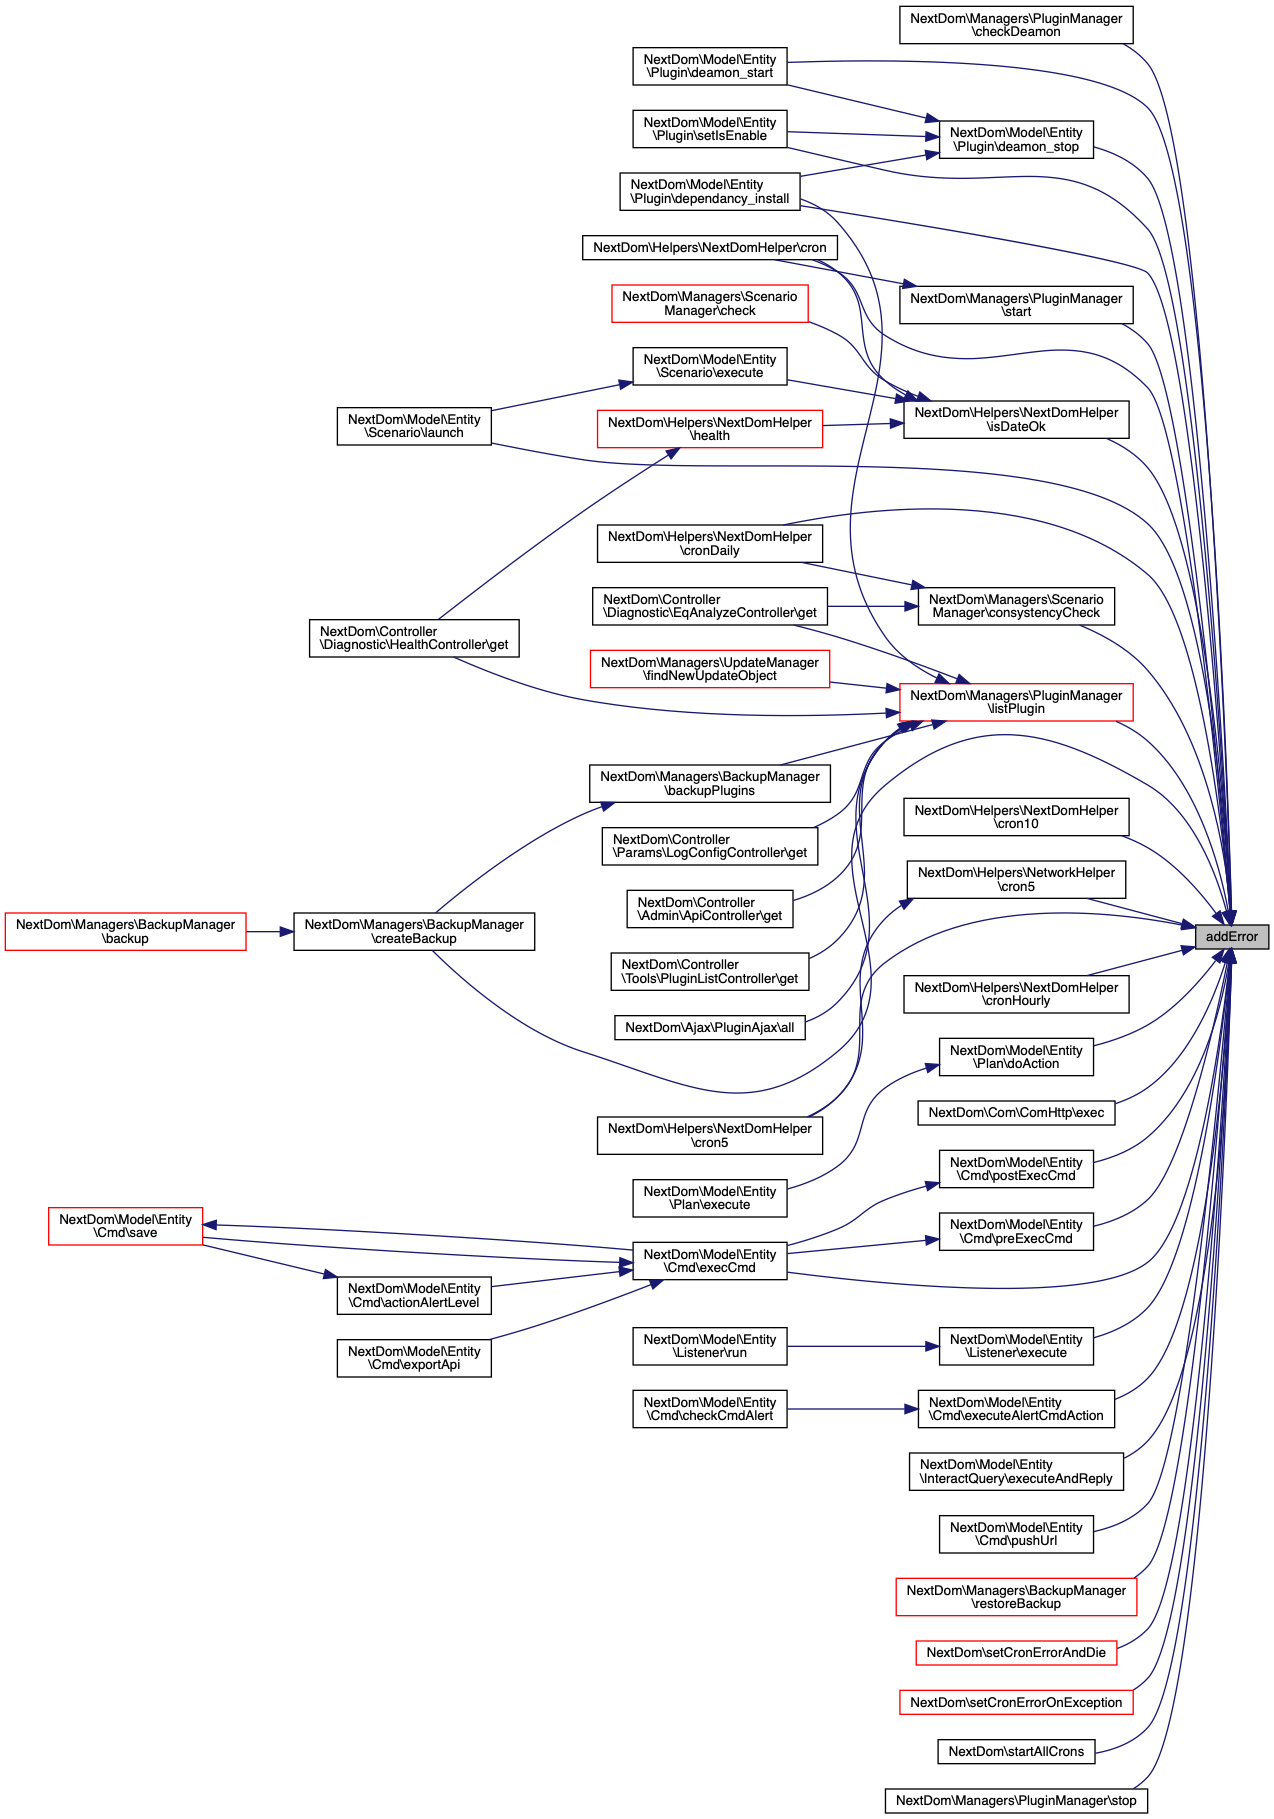 NextDom\Managers\PluginManager
\checkDeamon
NextDom\Model\Entity
\Plugin\deamon_start
NextDom\Model\Entity
\Plugin\setIsEnable
NextDom\Model\Entity
\Plugin\deamon_stop
NextDom\Model\Entity
\Plugin\dependancy_install
NextDom\Helpers\NextDomHelper\cron
NextDom\Managers\Scenario
Manager\check
NextDom\Managers\PluginManager
\start
NextDom\Model\Entity
\Scenario\execute
NextDom\Model\Entity
\Scenario\launch
NextDom\Helpers\NextDomHelper
\health
NextDom\Helpers\NextDomHelper
\isDateOk
NextDom\Helpers\NextDomHelper
\cronDaily
NextDom\Controller
\Diagnostic\EqAnalyzeController\get
NextDom\Managers\Scenario
Manager\consystencyCheck
NextDom\Controller
\Diagnostic\HealthController\get
NextDom\Managers\UpdateManager
\findNewUpdateObject
NextDom\Managers\PluginManager
\listPlugin
NextDom\Managers\BackupManager
\backupPlugins
NextDom\Helpers\NextDomHelper
\cron10
NextDom\Controller
\Params\LogConfigController\get
NextDom\Helpers\NetworkHelper
\cron5
NextDom\Controller
\Admin\ApiController\get
NextDom\Managers\BackupManager
\backup
NextDom\Managers\BackupManager
\createBackup
addError
NextDom\Controller
\Tools\PluginListController\get
NextDom\Helpers\NextDomHelper
\cronHourly
NextDom\Ajax\PluginAjax\all
NextDom\Model\Entity
\Plan\doAction
NextDom\Com\ComHttp\exec
NextDom\Helpers\NextDomHelper
\cron5
NextDom\Model\Entity
\Cmd\postExecCmd
NextDom\Model\Entity
\Plan\execute
NextDom\Model\Entity
\Cmd\save
NextDom\Model\Entity
\Cmd\preExecCmd
NextDom\Model\Entity
\Cmd\execCmd
NextDom\Model\Entity
\Cmd\actionAlertLevel
NextDom\Model\Entity
\Cmd\exportApi
NextDom\Model\Entity
\Listener\run
NextDom\Model\Entity
\Listener\execute
NextDom\Model\Entity
\Cmd\checkCmdAlert
NextDom\Model\Entity
\Cmd\executeAlertCmdAction
NextDom\Model\Entity
\InteractQuery\executeAndReply
NextDom\Model\Entity
\Cmd\pushUrl
NextDom\Managers\BackupManager
\restoreBackup
NextDom\setCronErrorAndDie
NextDom\setCronErrorOnException
NextDom\startAllCrons
NextDom\Managers\PluginManager\stop